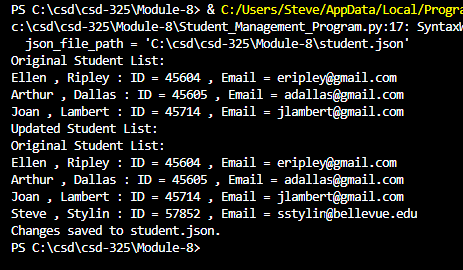 PS C:\csd\csd-325\Module-8> & C:/Users/Steve/AppData/Local/Progra
c:\csd\csd-325\Module-8\Student_Management_Program.py:17: Syntax
json_file_path = 'C:\csd\csd-325\Module-8\student.json'
Original Student List:
Ellen , Ripley : ID = 45604 , Email = eripley@gmail.com
Arthur , Dallas : ID = 45605 , Email = adallas@gmail.com
Joan , Lambert : ID = 45714 , Email = jlambert@gmail.com
Updated Student List:
Original Student List:
Ellen , Ripley : ID = 45604 , Email = eripley@gmail.com
Arthur , Dallas : ID = 45605 , Email = adallas@gmail.com
Joan , Lambert : ID = 45714 , Email = jlambert@gmail.com
Steve , Stylin : ID = 57852 , Email = sstylin@bellevue.edu
Changes saved to student.json.
PS C:\csd\csd-325\Module-8>